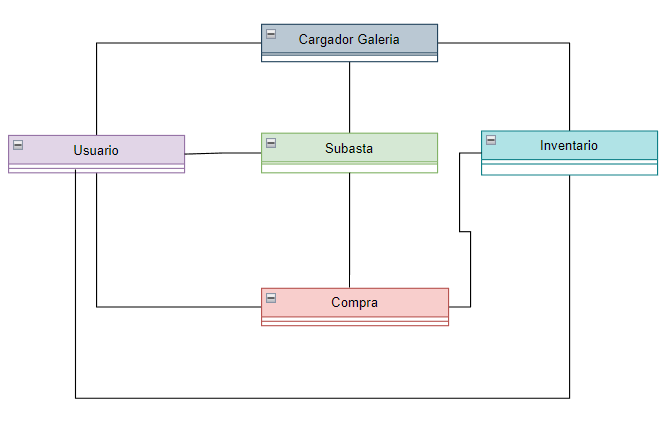 Cargador Galeria
Usuario
Subasta
Inventario
Compra